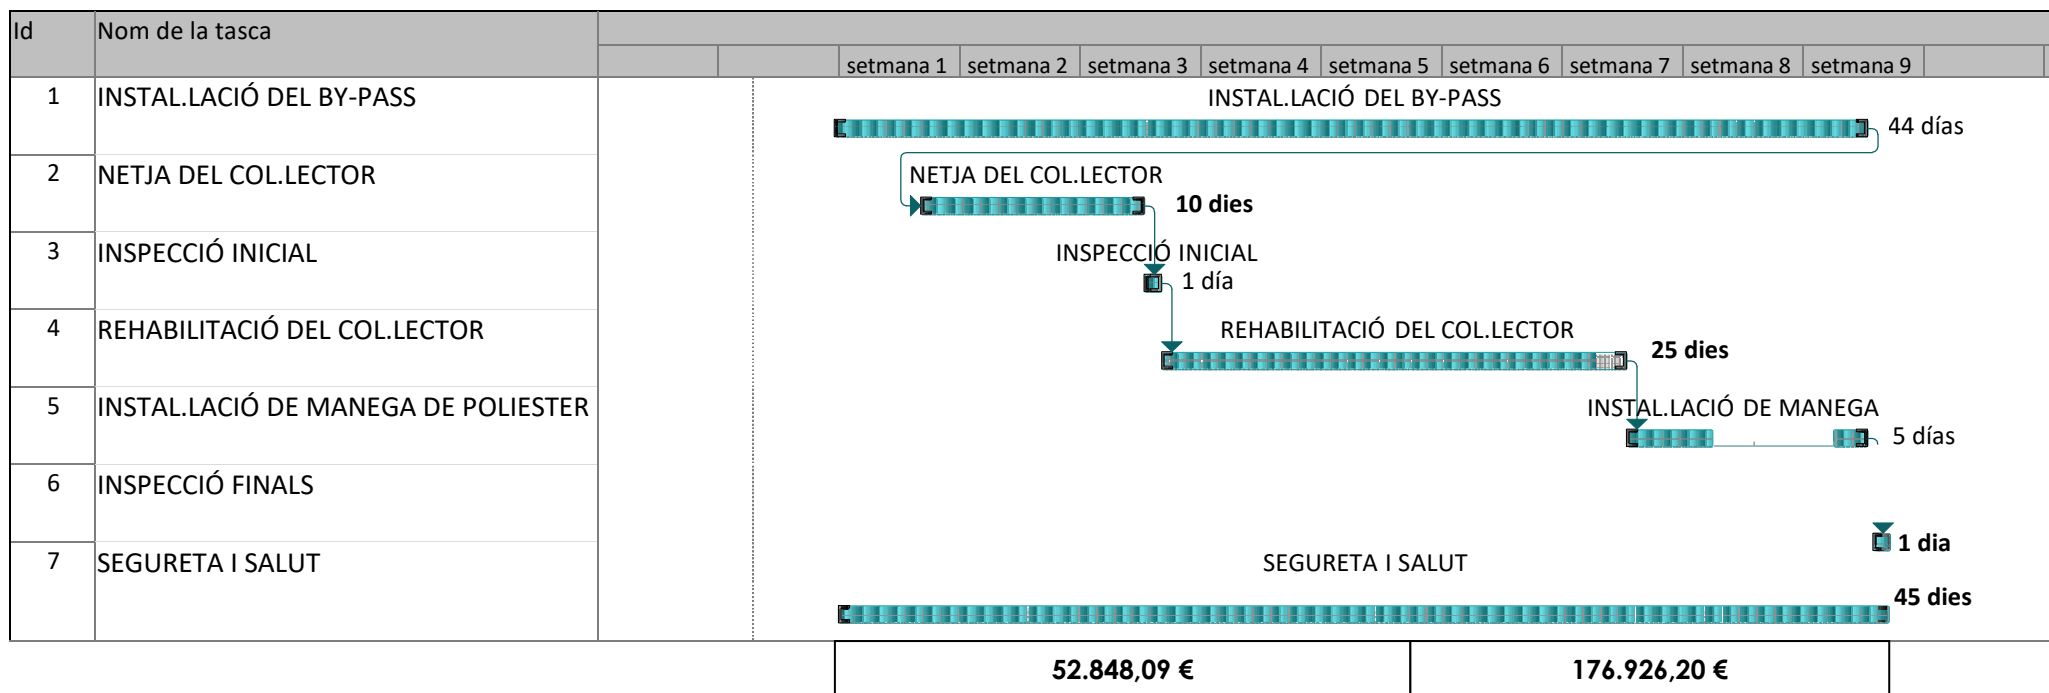 Id Nom de la tasca
setmana 1 setmana 2 setmana 3 setmana 4 setmana 5 setmana 6 setmana 7 setmana 8 setmana 9
1 INSTAL.LACIÓ DEL BY-PASS INSTAL.LACIÓ DEL BY-PASS
44 días
2 NETJA DEL COL.LECTOR NETJA DEL COL.LECTOR
10 dies
3 INSPECCIÓ INICIAL INSPECCIÓ INICIAL
1 día
4 REHABILITACIÓ DEL COL.LECTOR REHABILITACIÓ DEL COL.LECTOR
25 dies
5 INSTAL.LACIÓ DE MANEGA DE POLIESTER INSTAL.LACIÓ DE MANEGA
5 días
6 INSPECCIÓ FINALS
1 dia
7 SEGURETA I SALUT SEGURETA I SALUT
45 dies
52.848,09 € 176.926,20 €